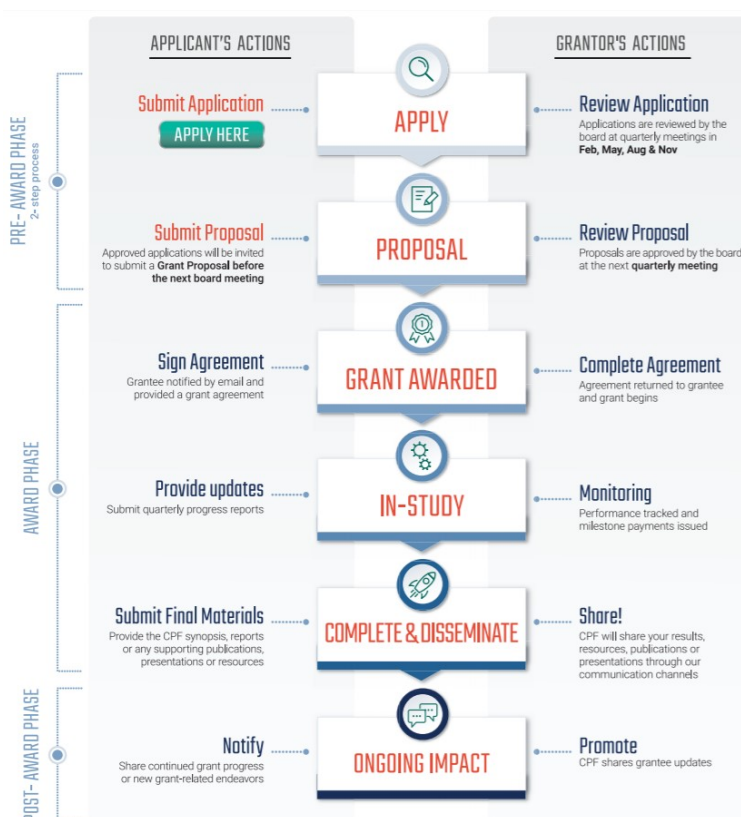 APPLICANT'S ACTIONS
GRANTOR'S ACTIONS
PRE- AWARD PHASE
2- step process
Submit Application
APPLY HERE
APPLY
Review Application
Applications are reviewed by the
board at quarterly meetings in
Feb, May, Aug & Nov
Submit Proposal
Approved applications will be invited
to submit a Grant Proposal before
the next board meeting
PROPOSAL
Review Proposal
Proposals are approved by the board
at the next quarterly meeting
AWARD PHASE
Sign Agreement
Grantee notified by email and
provided a grant agreement
1
GRANT AWARDED
Complete Agreement
Agreement returned to grantee
and grant begins
Provide updates
Submit quarterly progress reports
IN-STUDY
Monitoring
Performance tracked and
milestone payments issued
Submit Final Materials
Provide the CPF synopsis, reports
or any supporting publications,
presentations or resources
COMPLETE & DISSEMINATE
Share!
CPF will share your results,
resources, publications or
presentations through our
communication channels
POST- AWARD PHASE
Notify
Share continued grant progress
or new grant-related endeavors
ONGOING IMPACT
Promote
CPF shares grantee updates